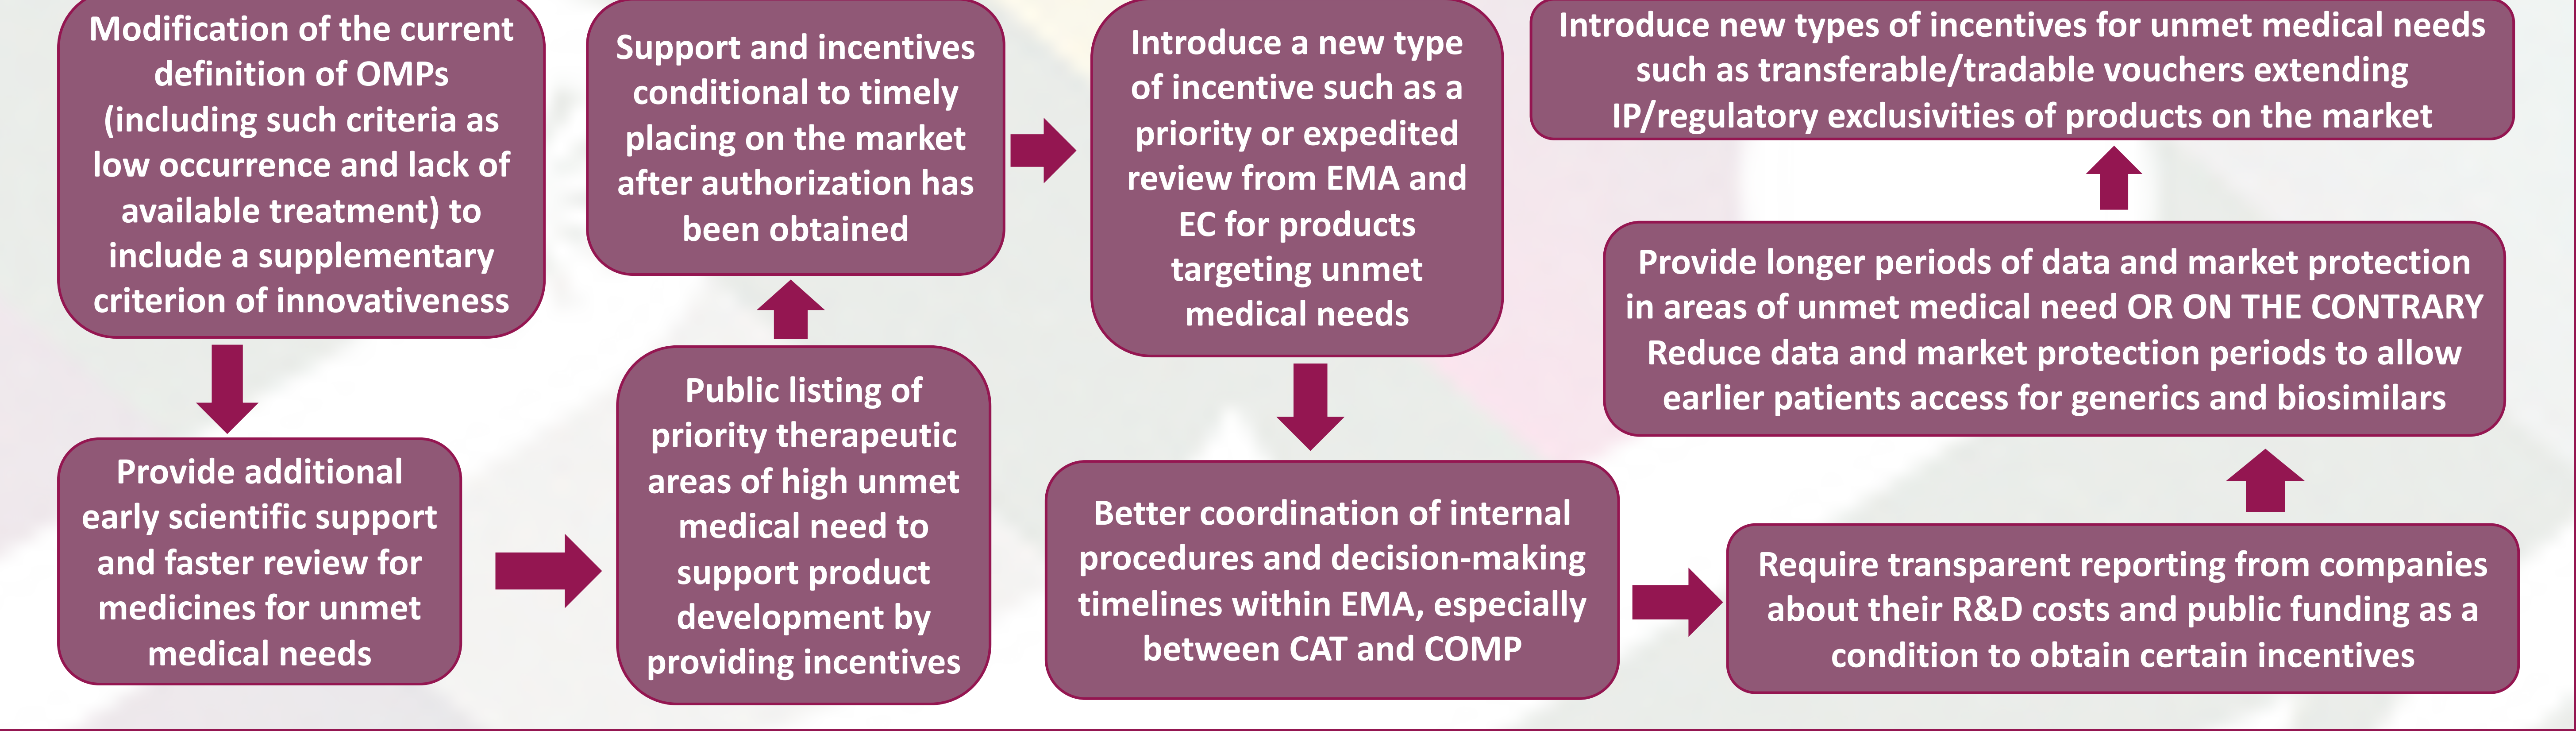 Modification of the current
definition of OMPs
(including such criteria as
low occurrence and lack of
available treatment) to
include a supplementary
criterion of innovativeness
Provide additional
early scientific support
and faster review for
medicines for unmet
medical needs
Public listing of
priority therapeutic
areas of high unmet
medical need to
support product
development by
providing incentives
Support and incentives
conditional to timely
placing on the market
after authorization has
been obtained
Introduce a new type
of incentive such as a
priority or expedited
review from EMA and
EC for products
targeting unmet
medical needs
Better coordination of internal
procedures and decision-making
timelines within EMA, especially
between CAT and COMP
Require transparent reporting from companies
about their R&D costs and public funding as a
condition to obtain certain incentives
Provide longer periods of data and market protection
in areas of unmet medical need OR ON THE CONTRARY
Reduce data and market protection periods to allow
earlier patients access for generics and biosimilars
Introduce new types of incentives for unmet medical needs
such as transferable/tradable vouchers extending
IP/regulatory exclusivities of products on the market